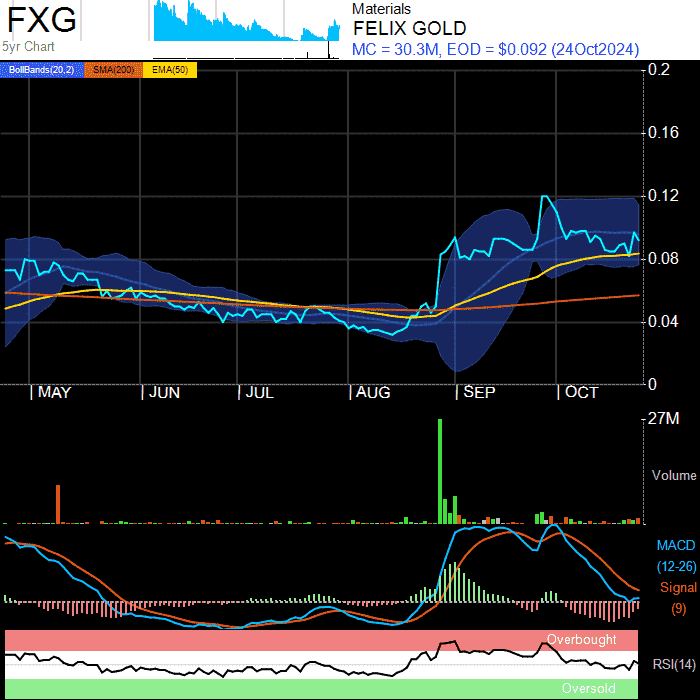 FXG
5yr Chart
Materials
FELIX GOLD
MC = 30.3M, EOD = $0.092 (24Oct2024)
BollBands(20,2) SMA(200) EMA(50)
0.2
0.16
0.12
0.08
0.04
0
MAY JUN JUL AUG SEP OCT
27M
Volume
MACD
(12-26)
Signal
(9)
Overbought
RSI(14)
Oversold